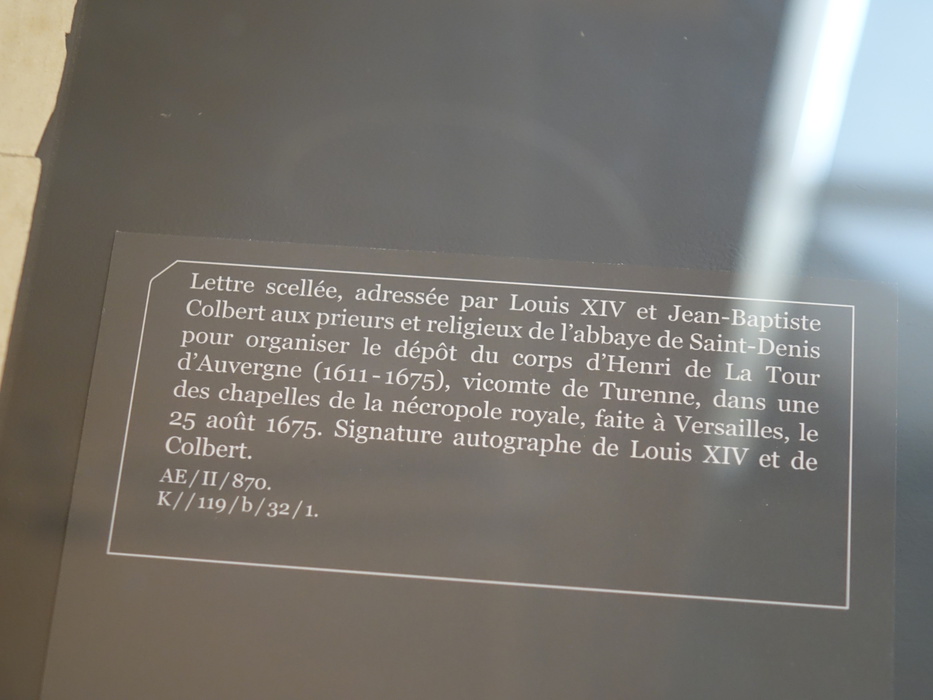 Lettre scellée, adressée par Louis XIV et Jean-Baptiste
Colbert aux prieurs et religieux de l'abbaye de Saint-Denis
pour organiser le dépôt du corps d'Henri de La Tour
d'Auvergne (1611 - 1675), vicomte de Turenne, dans une
des chapelles de la nécropole royale, faite à Versailles, le
25 août 1675. Signature autographe de Louis XIV et de
Colbert.
AE/II/870.
K//119/b/32/1.